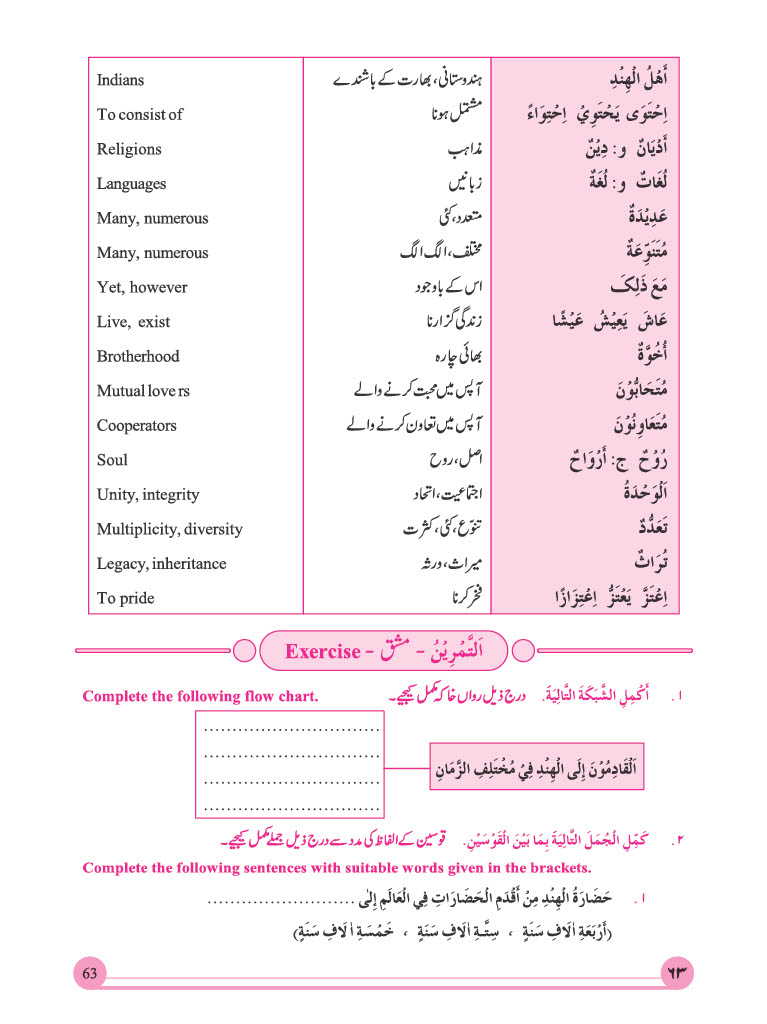 Indians ہندوستانی، بھارت کے باشندے أَهْلُ الْهِنْدِ
To consist of مشتمل ہونا اِحْتَوَى يَحْتَوِيْ اِحْتِوَاءً
Religions مذاہب أَدْيَانٌ و: دِيْنٌ
Languages زبانیں لُغَاتٌ و: لُغَةٌ
Many, numerous متعدد، کئی عَدِيْدَةٌ
Many, numerous مختلف، الگ الگ مُتَنَوِّعَةٌ
Yet, however اس کے باوجود مَعَ ذَلِکَ
Live, exist زندگی گزارنا عَاشَ يَعِيْشُ عَيْشًا
Brotherhood بھائی چارہ أُخُوَّةٌ
Mutual love rs آپس میں محبت کرنے والے مُتَحَابُّوْنَ
Cooperators آپس میں تعاون کرنے والے مُتَعَاوِنُوْنَ
Soul اصل، روح رُوْحٌ ج: أَرْوَاحٌ
Unity, integrity اجتماعیت، اتحاد اَلْوَحْدَةُ
Multiplicity, diversity تنوّع، کئی، کثرت تَعَدُّدٌ
Legacy, inheritance میراث، ورثہ تُرَاثٌ
To pride فخر کرنا اِعْتَزَّ يَعْتَزُّ اِعْتِزَازًا
اَلتَّمْرِيْنُ - مشق - Exercise
۱. أَكْمِلِ الشَّبَكَةَ التَّالِيَةَ. درج ذیل رواں خاکہ مکمل کیجیے۔ Complete the following flow chart.
اَلْقَادِمُوْنَ إِلَى الْهِنْدِ فِيْ مُخْتَلِفِ الزَّمَانِ
...............................
...............................
...............................
...............................
۲. كَمِّلِ الْجُمَلَ التَّالِيَةَ بِمَا بَيْنَ الْقَوْسَيْنِ. قوسین کے الفاظ کی مدد سے درج ذیل جملے مکمل کیجیے۔
Complete the following sentences with suitable words given in the brackets.
۱. حَضَارَةُ الْهِنْدِ مِنْ أَقْدَمِ الْحَضَارَاتِ فِي الْعَالَمِ إِلىٰ ..........................
(أَرْبَعَةِ اٰلَافِ سَنَةٍ ، سِتَّـةِ اٰلَافِ سَنَةٍ ، خَمْسَةِ اٰلَافِ سَنَةٍ)
63 ٦٣